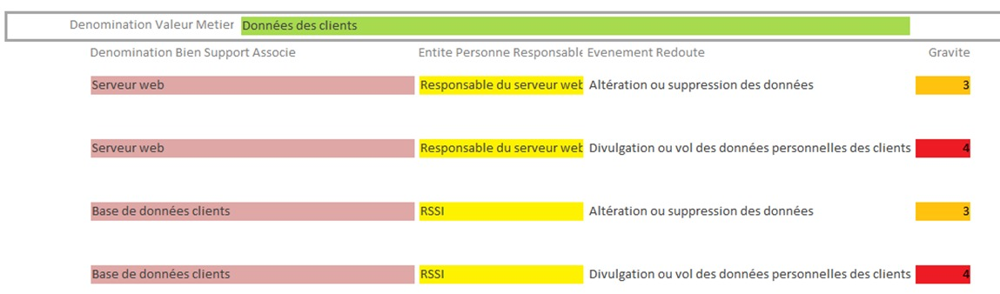 Denomination Valeur Metier Données des clients
Denomination Bien Support Associe Entite Personne Responsable Evenement Redoute Gravite
Serveur web Responsable du serveur web Altération ou suppression des données 3
Serveur web Responsable du serveur web Divulgation ou vol des données personnelles des clients 4
Base de données clients RSSI Altération ou suppression des données 3
Base de données clients RSSI Divulgation ou vol des données personnelles des clients 4